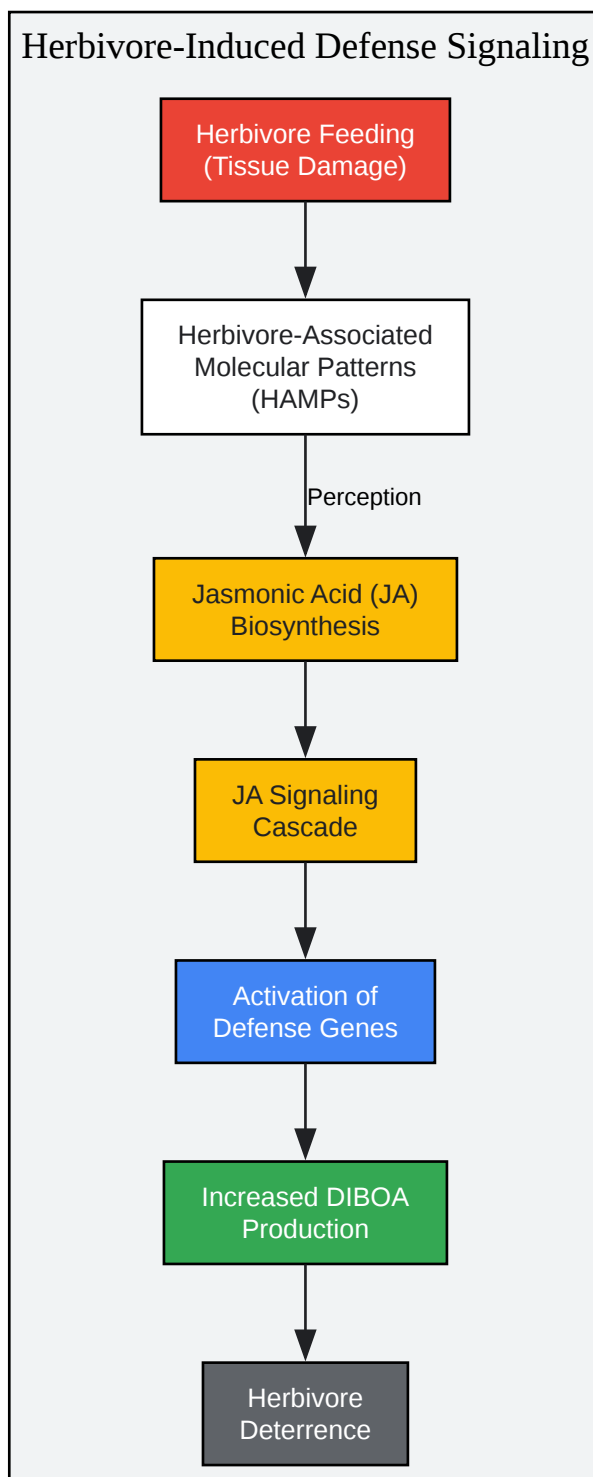 Herbivore-Induced Defense Signaling
Herbivore Feeding
(Tissue Damage)
Herbivore-Associated
Molecular Patterns
(HAMPs)
Perception
Jasmonic Acid (JA)
Biosynthesis
JA Signaling
Cascade
Activation of
Defense Genes
Increased DIBOA
Production
Herbivore
Deterrence